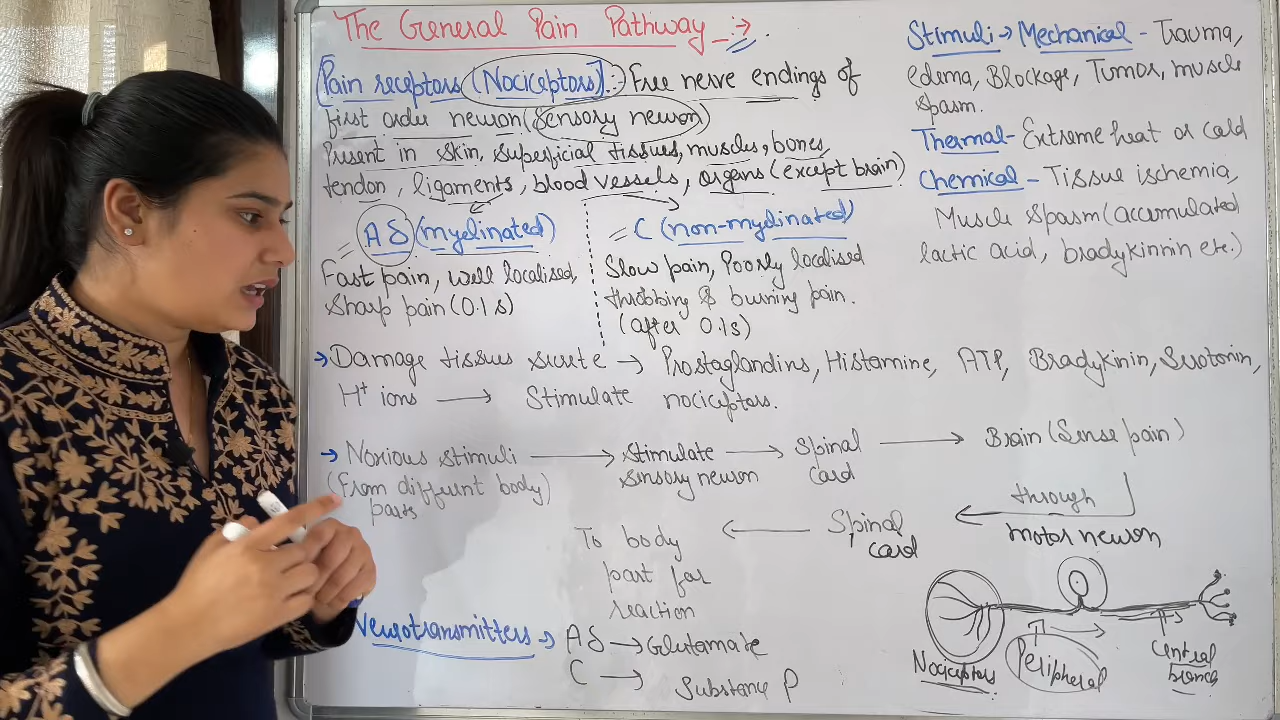 The General Pain Pathway :→
Pain receptors (Nociceptors] :→ Free nerve endings of
first order neuron (Sensory neuron)
Present in skin, superficial tissues, muscles, bones,
tendon, ligaments, blood vessels, organs (except brain)
Aδ (myelinated)
Fast pain, well localised,
Sharp pain (0.1s)
C (non-myelinated)
Slow pain, Poorly localised
throbbing & burning pain.
(after 0.1s)
Stimuli → Mechanical - Trauma,
edema, Blockage, Tumor, muscle
spasm.
Thermal - Extreme heat or cold
Chemical - Tissue ischemia,
Muscle Spasm (accumulated
lactic acid, bradykinnin etc.)
→ Damage tissus → Prostaglandins, Histamine, ATP, Bradykinin, Serotonin,
H⁺ ions → Stimulate nociceptors.
→ Noxious stimuli → Stimulate → Spinal → Brain (Sense pain)
(From different body) sensory neuron Cord
parts
through
motor neuron
Spinal
Cord
To body
part for
reaction
Neurotransmitters → Aδ → Glutamate
C → Substance P
Nociceptors
Peripheral
Central